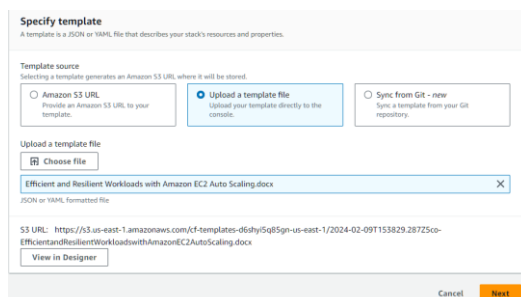 Specify template
A template is a JSON or YAML file that describes your stack's resources and properties.
Template source
Selecting a template generates an Amazon S3 URL where it will be stored.
Amazon S3 URL
Provide an Amazon S3 URL to your
template.
Upload a template file
Upload your template directly to the
console.
Sync from Git - new
Sync a template from your Git
repository.
Upload a template file
Choose file
Efficient and Resilient Workloads with Amazon EC2 Auto Scaling.docx
JSON or YAML formatted file
S3 URL: https://s3.us-east-1.amazonaws.com/cf-templates-d6shyi5q85gn-us-east-1/2024-02-09T153829.287Z5co-
EfficientandResilientWorkloadswithAmazonEC2AutoScaling.docx
View in Designer
Cancel
Next